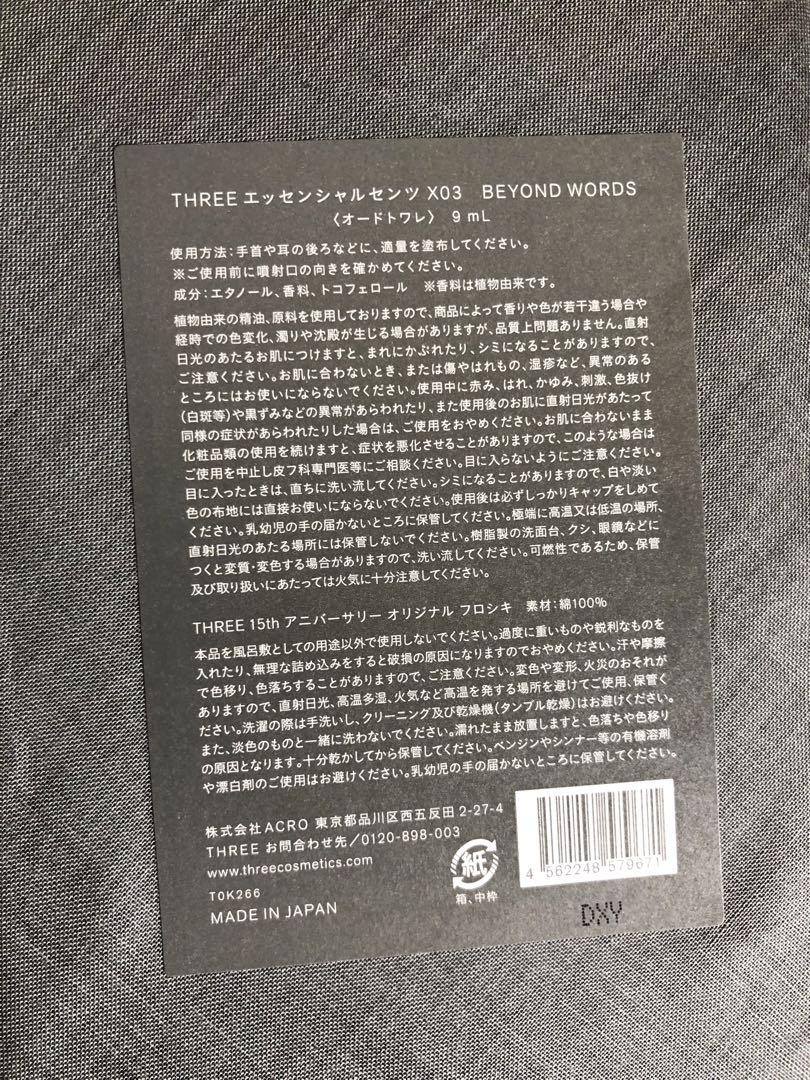 THREE エッセンシャルセンツ X03 BEYOND WORDS
〈オードトワレ〉 9 mL
使用方法：手首や耳の後ろなどに、適量を塗布してください。
※ご使用前に噴射口の向きを確かめてください。
成分：エタノール、香料、トコフェロール ※香料は植物由来です。
植物由来の精油、原料を使用しておりますので、商品によって香りや色が若干違う場合や
経時での色変化、濁りや沈殿が生じる場合がありますが、品質上問題ありません。直射
日光のあたるお肌につけますと、まれにかぶれたり、シミになることがありますので、
ご注意ください。お肌に合わないとき、または傷やはれもの、湿疹など、異常のある
ところにはお使いにならないでください。使用中に赤み、はれ、かゆみ、刺激、色抜け
（白斑等）や黒ずみなどの異常があらわれたり、また使用後のお肌に直射日光があたって
同様の症状があらわれたりした場合は、ご使用をおやめください。お肌に合わないまま
化粧品類の使用を続けますと、症状を悪化させることがありますので、このような場合は
ご使用を中止し皮フ科専門医等にご相談ください。目に入らないようにご注意ください。
目に入ったときは、直ちに洗い流してください。シミになることがありますので、白や淡い
色の布地には直接お使いにならないでください。使用後は必ずしっかりキャップをしめて
ください。乳幼児の手の届かないところに保管してください。極端に高温又は低温の場所、
直射日光のあたる場所には保管しないでください。樹脂製の洗面台、クシ、眼鏡などに
つくと変質・変色する場合がありますので、洗い流してください。可燃性であるため、保管
及び取り扱いにあたっては火気に十分注意してください。
THREE 15th アニバーサリー オリジナル フロシキ 素材：綿100%
本品を風呂敷としての用途以外で使用しないでください。過度に重いものや鋭利なものを
入れたり、無理な詰め込みをすると破損の原因になりますのでおやめください。汗や摩擦
で色移り、色落ちすることがありますので、ご注意ください。変色や変形、火災のおそれが
ありますので、直射日光、高温多湿、火気など高温を発する場所を避けてご使用、保管く
ださい。洗濯の際は手洗いし、クリーニング及び乾燥機（タンブル乾燥）はお避けください。
また、淡色のものと一緒に洗わないでください。濡れたまま放置しますと、色落ちや色移り
の原因となります。十分乾かしてから保管してください。ベンジンやシンナー等の有機溶剤
や漂白剤のご使用はお避けください。乳幼児の手の届かないところに保管してください。
株式会社ACRO 東京都品川区西五反田2-27-4
THREE お問合わせ先／0120-898-003
www.threecosmetics.com
T0K266
MADE IN JAPAN
紙
箱、中枠
4 562248 579671
DXY